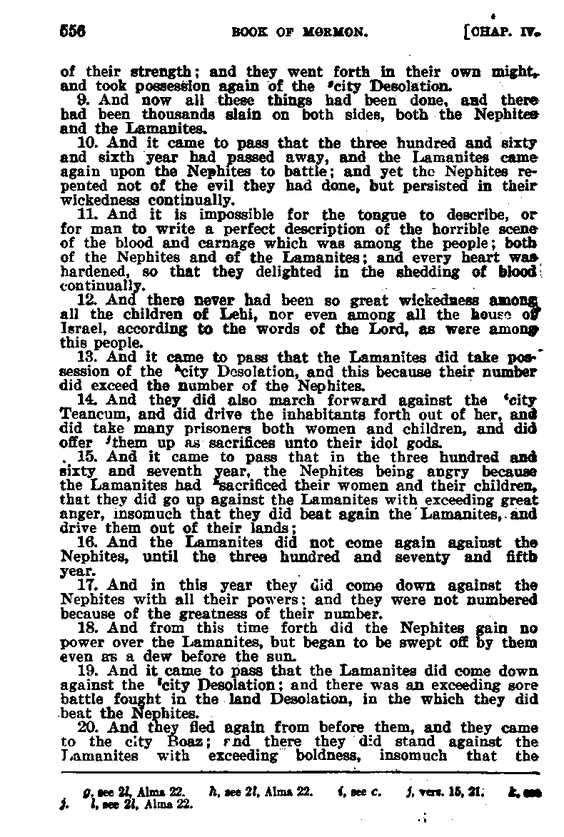 556 BOOK OF MORMON. [CHAP. IV.
of their strength; and they went forth in their own might,
and took possession again of the gcity Desolation.
9. And now all these things had been done, and there
had been thousands slain on both sides, both the Nephites
and the Lamanites.
10. And it came to pass that the three hundred and sixty
and sixth year had passed away, and the Lamanites came
again upon the Nephites to battle; and yet the Nephites re-
pented not of the evil they had done, but persisted in their
wickedness continually.
11. And it is impossible for the tongue to describe, or
for man to write a perfect description of the horrible scene
of the blood and carnage which was among the people; both
of the Nephites and of the Lamanites; and every heart was
hardened, so that they delighted in the shedding of blood
continually.
12. And there never had been so great wickedness among
all the children of Lehi, nor even among all the house of
Israel, according to the words of the Lord, as were among
this people.
13. And it came to pass that the Lamanites did take pos-
session of the hcity Desolation, and this because their number
did exceed the number of the Nephites.
14. And they did also march forward against the icity
Teancum, and did drive the inhabitants forth out of her, and
did take many prisoners both women and children, and did
offer jthem up as sacrifices unto their idol gods.
15. And it came to pass that in the three hundred and
sixty and seventh year, the Nephites being angry because
the Lamanites had ksacrificed their women and their children,
that they did go up against the Lamanites with exceeding great
anger, insomuch that they did beat again the Lamanites, and
drive them out of their lands;
16. And the Lamanites did not come again against the
Nephites, until the three hundred and seventy and fifth
year.
17. And in this year they did come down against the
Nephites with all their powers; and they were not numbered
because of the greatness of their number.
18. And from this time forth did the Nephites gain no
power over the Lamanites, but began to be swept off by them
even as a dew before the sun.
19. And it came to pass that the Lamanites did come down
against the lcity Desolation; and there was an exceeding sore
battle fought in the land Desolation, in the which they did
beat the Nephites.
20. And they fled again from before them, and they came
to the city Boaz; and there they did stand against the
Lamanites with exceeding boldness, insomuch that the
g, see 2l, Alma 22. h, see 2l, Alma 22. i, see c. j, vers. 15, 21. k, see
j. l, see 2l, Alma 22.